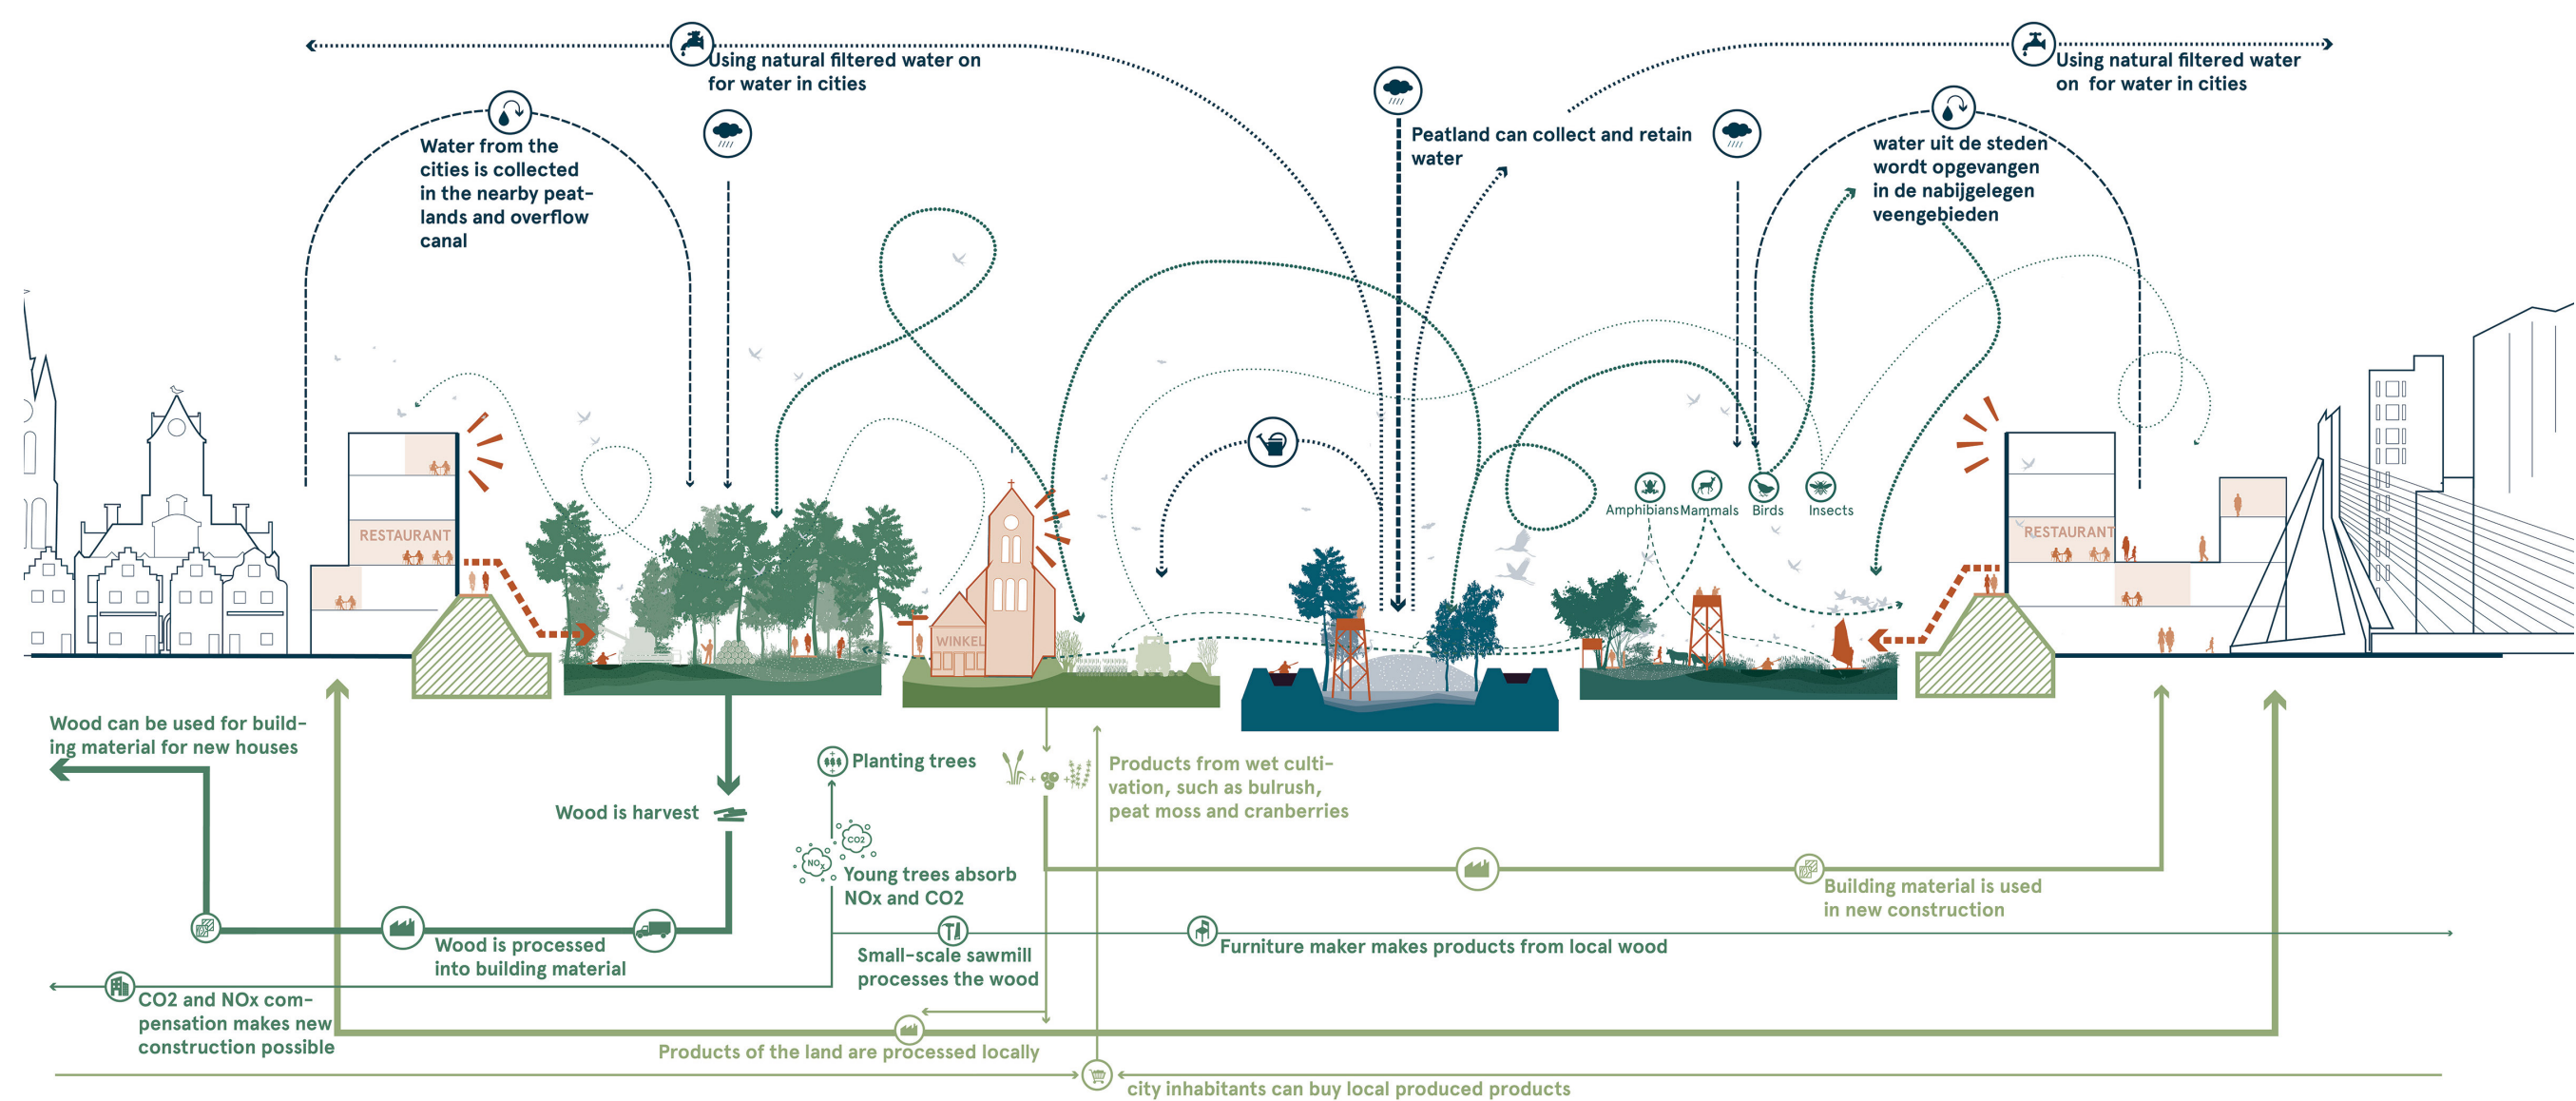 Using natural filtered water on
for water in cities
Using natural filtered water
on for water in cities
Water from the
cities is collected
in the nearby peat-
lands and overflow
canal
Peatland can collect and retain
water
water uit de steden
wordt opgevangen
in de nabijgelegen
veengebieden
Amphibians
Mammals
Birds
Insects
RESTAURANT
WINKEL
RESTAURANT
Wood can be used for build-
ing material for new houses
Wood is harvest
Planting trees
CO2
NOx
Young trees absorb
NOx and CO2
Products from wet culti-
vation, such as bulrush,
peat moss and cranberries
Building material is used
in new construction
Wood is processed
into building material
Small-scale sawmill
processes the wood
Furniture maker makes products from local wood
CO2 and NOx com-
pensation makes new
construction possible
Products of the land are processed locally
city inhabitants can buy local produced products